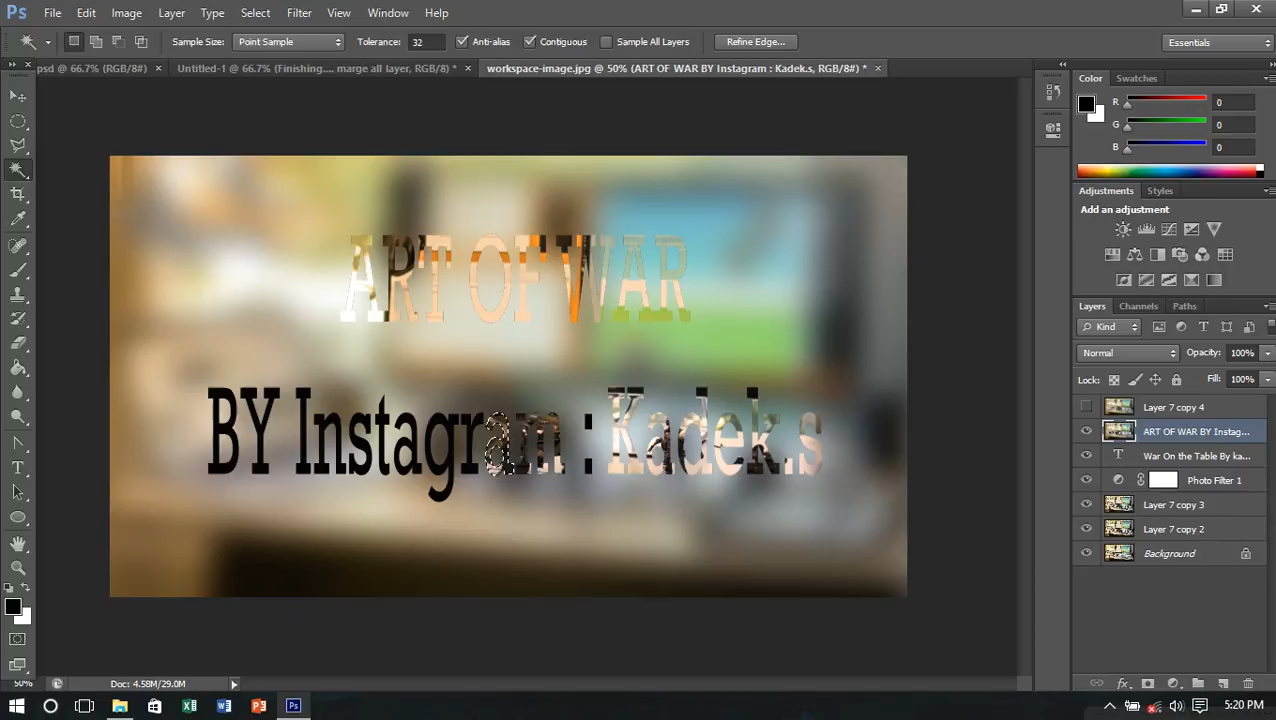 Ps File Edit Image Layer Type Select Filter View Window Help
Sample Size: Point Sample Tolerance: 32 Anti-alias Contiguous Sample All Layers Refine Edge... Essentials
psd @ 66.7% (RGB/8#) × Untitled-1 @ 66.7% (Finishing.... marge all layer, RGB/8) * × workspace-image.jpg @ 50% (ART OF WAR BY Instagram : Kadek.s, RGB/8#) * ×
Color Swatches
R 0
G 0
B 0
Adjustments Styles
Add an adjustment
ART OF WAR
BY Instagram : Kadek.s
Layers Channels Paths
Kind
Normal Opacity: 100%
Lock: Fill: 100%
Layer 7 copy 4
ART OF WAR BY Instag...
T War On the Table By ka...
Photo Filter 1
Layer 7 copy 3
Layer 7 copy 2
Background
50% Doc: 4.58M/29.0M
5:20 PM